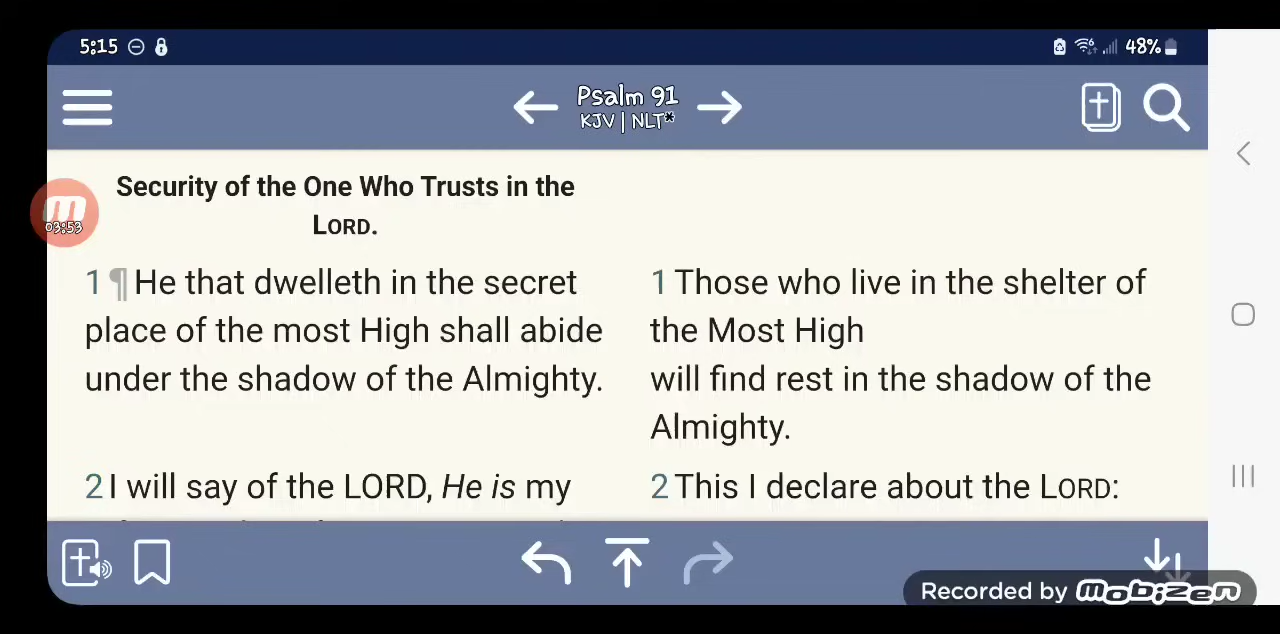 5:15
48%
Psalm 91
KJV | NLT*
Security of the One Who Trusts in the
LORD.
03:53
1 ¶ He that dwelleth in the secret
place of the most High shall abide
under the shadow of the Almighty.
2 I will say of the LORD, He is my
1 Those who live in the shelter of
the Most High
will find rest in the shadow of the
Almighty.
2 This I declare about the LORD:
Recorded by Mobizen